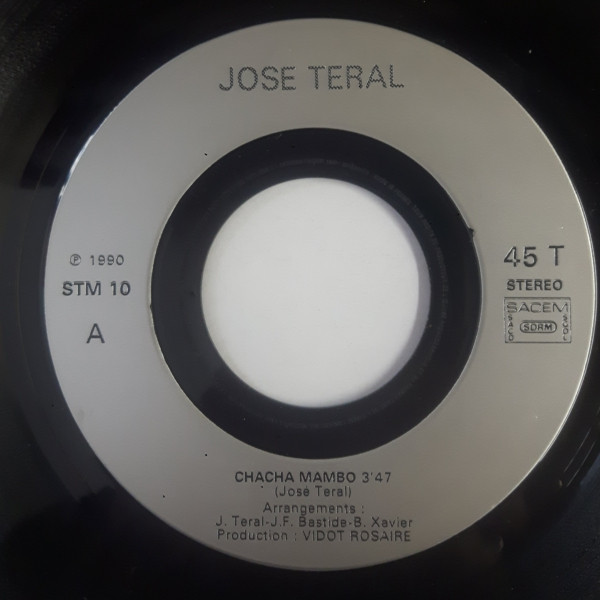 JOSE TERAL
℗ 1990
STM 10
A
45 T
STEREO
SACEM
SDRM
CHACHA MAMBO 3'47
(José Teral)
Arrangements :
J. Teral-J.F. Bastide-B. Xavier
Production : VIDOT ROSAIRE